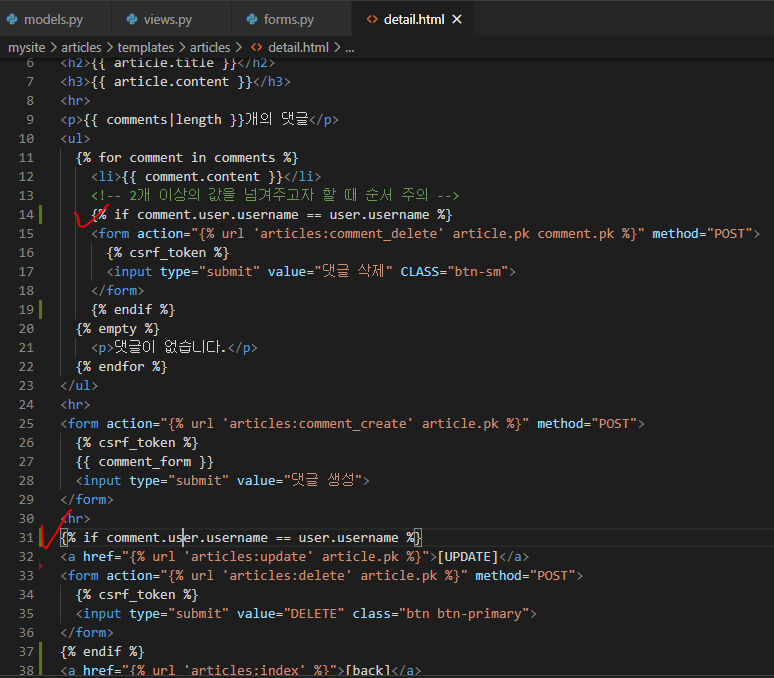 models.py views.py forms.py <> detail.html ×
mysite > articles > templates > articles > <> detail.html > ...
6 <h2>{{ article.title }}</h2>
7 <h3>{{ article.content }}</h3>
8 <hr>
9 <p>{{ comments|length }}개의 댓글</p>
10 <ul>
11 {% for comment in comments %}
12 <li>{{ comment.content }}</li>
13 <!-- 2개 이상의 값을 넘겨주고자 할 때 순서 주의 -->
14 {% if comment.user.username == user.username %}
15 <form action="{% url 'articles:comment_delete' article.pk comment.pk %}" method="POST">
16 {% csrf_token %}
17 <input type="submit" value="댓글 삭제" CLASS="btn-sm">
18 </form>
19 {% endif %}
20 {% empty %}
21 <p>댓글이 없습니다.</p>
22 {% endfor %}
23 </ul>
24 <hr>
25 <form action="{% url 'articles:comment_create' article.pk %}" method="POST">
26 {% csrf_token %}
27 {{ comment_form }}
28 <input type="submit" value="댓글 생성">
29 </form>
30 <hr>
31 {% if comment.user.username == user.username %}
32 <a href="{% url 'articles:update' article.pk %}">[UPDATE]</a>
33 <form action="{% url 'articles:delete' article.pk %}" method="POST">
34 {% csrf_token %}
35 <input type="submit" value="DELETE" class="btn btn-primary">
36 </form>
37 {% endif %}
38 <a href="{% url 'articles:index' %}">[back]</a>